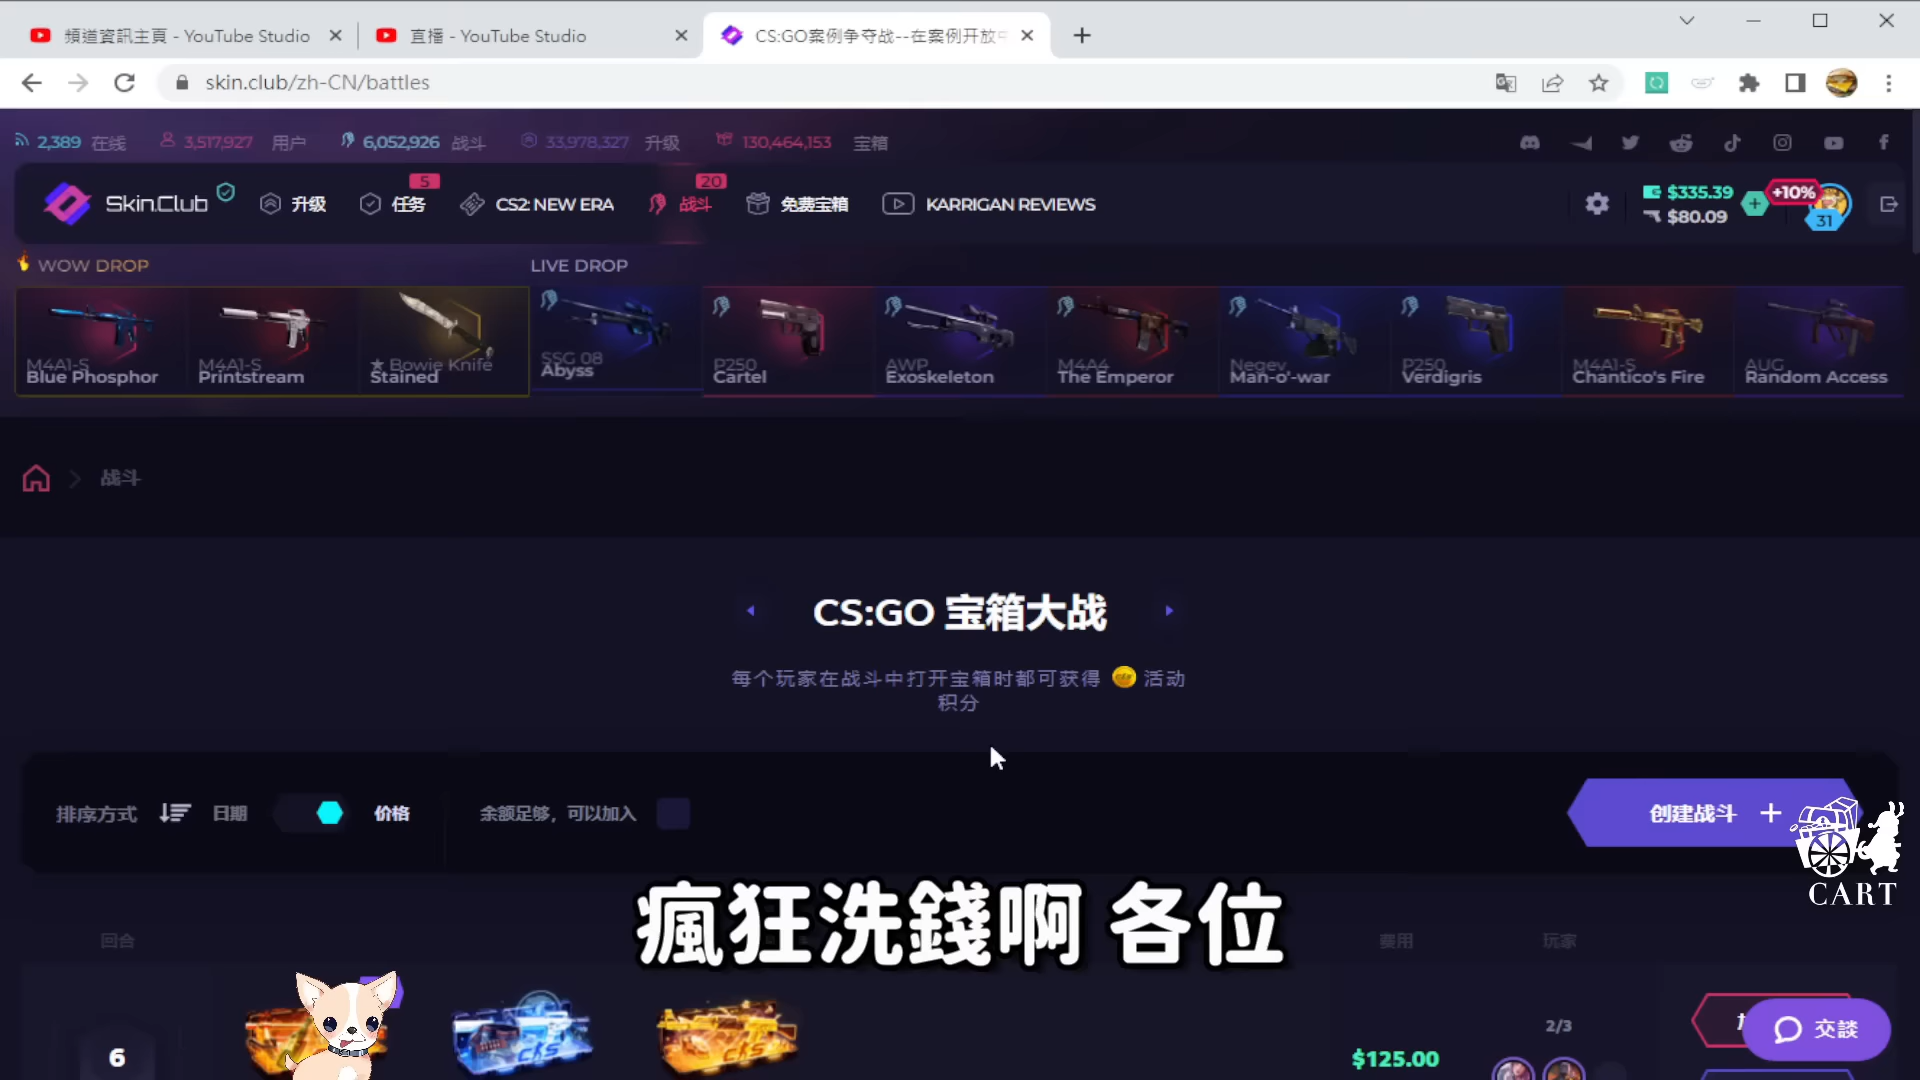 頻道資訊主頁 - YouTube Studio
直播 - YouTube Studio
CS:GO案例争夺战--在案例开放
skin.club/zh-CN/battles
2,389 在线 3,517,927 用户 6,052,926 战斗 33,978,327 升级 130,464,153 宝箱
Skin.Club 升级 5 任务 CS2: NEW ERA 20 战斗 免费宝箱 KARRIGAN REVIEWS $335.39 +10%
$80.09 31
WOW DROP LIVE DROP
M4A1-S
Blue Phosphor
M4A1-S
Printstream
★ Bowie Knife
Stained
SSG 08
Abyss
P250
Cartel
AWP
Exoskeleton
M4A4
The Emperor
Negev
Man-o'-war
P250
Verdigris
M4A1-S
Chantico's Fire
AUG
Random Access
战斗
CS:GO 宝箱大战
每个玩家在战斗中打开宝箱时都可获得 活动
积分
排序方式 日期 价格 余额足够，可以加入 创建战斗 +
CART
瘋狂洗錢啊 各位
回合 费用 玩家
6 2/3
$125.00
交談